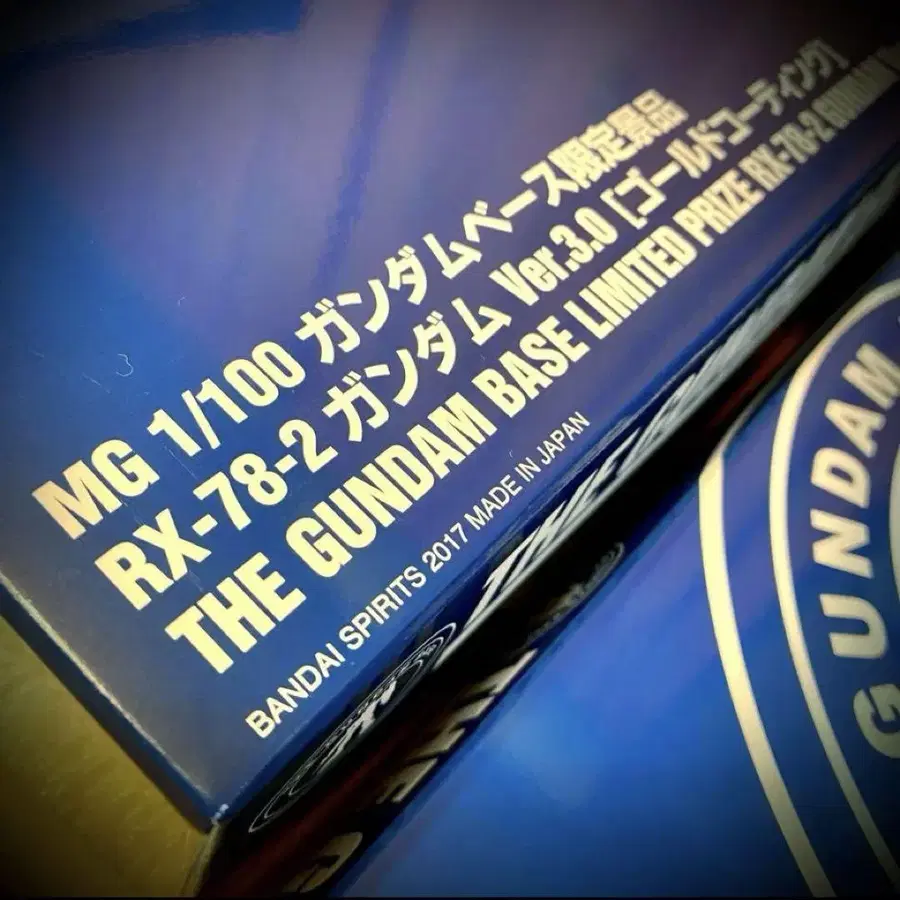 MG 1/100 ガンダムベース限定景品
RX-78-2 ガンダム Ver.3.0 [ゴールドコーティング]
THE GUNDAM BASE LIMITED PRIZE RX-78-2 GUNDAM
BANDAI SPIRITS 2017 MADE IN JAPAN
THE G
GUNDAM